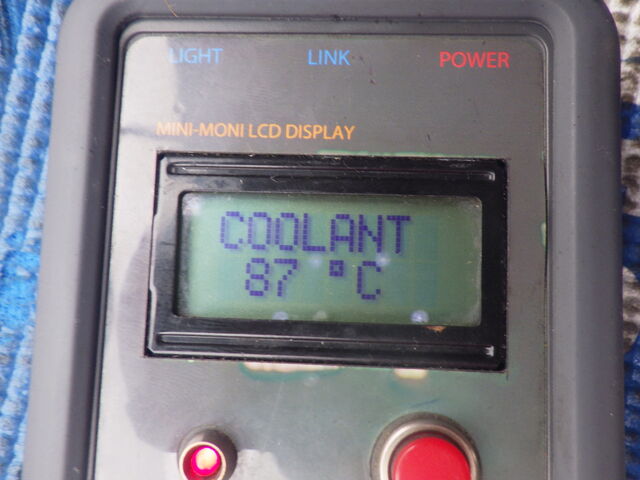 LIGHT LINK POWER
MINI-MONI LCD DISPLAY
COOLANT
87 °C